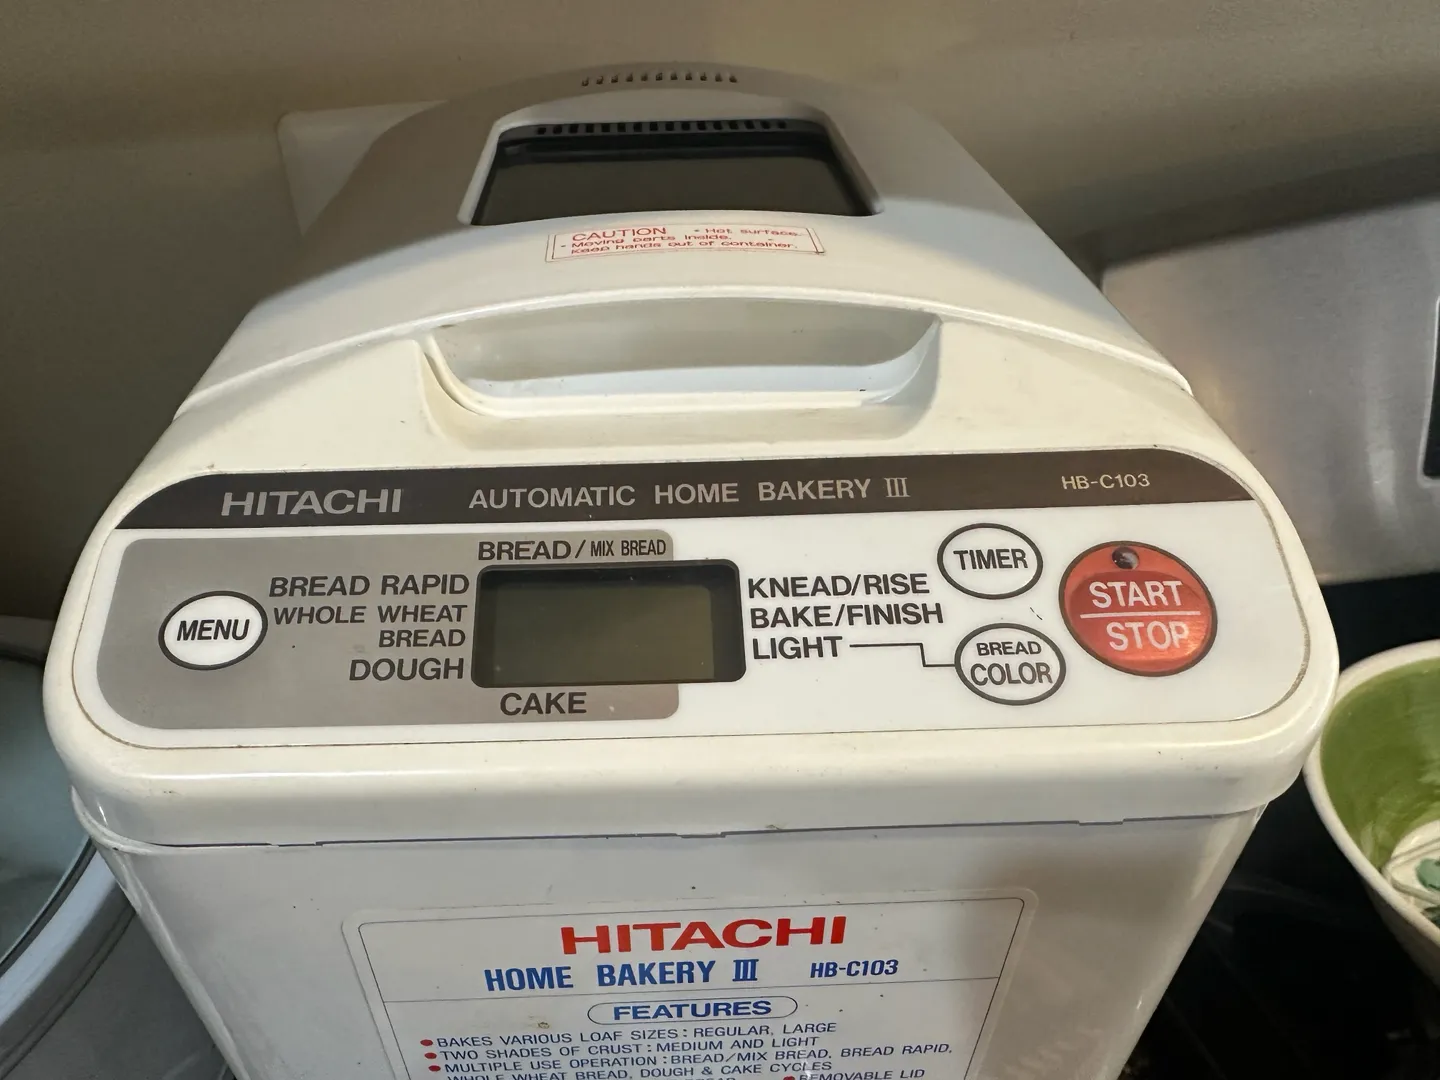 CAUTION • Hot surface.
• Moving parts inside.
Keep hands out of container.
HITACHI AUTOMATIC HOME BAKERY III HB-C103
BREAD / MIX BREAD
BREAD RAPID
WHOLE WHEAT
BREAD
DOUGH
CAKE
MENU
KNEAD/RISE
BAKE/FINISH
LIGHT
TIMER
BREAD
COLOR
START
STOP
HITACHI
HOME BAKERY III HB-C103
FEATURES
• BAKES VARIOUS LOAF SIZES : REGULAR, LARGE
• TWO SHADES OF CRUST : MEDIUM AND LIGHT
• MULTIPLE USE OPERATION : BREAD/MIX BREAD, BREAD RAPID,
WHOLE WHEAT BREAD, DOUGH & CAKE CYCLES
• REMOVABLE LID